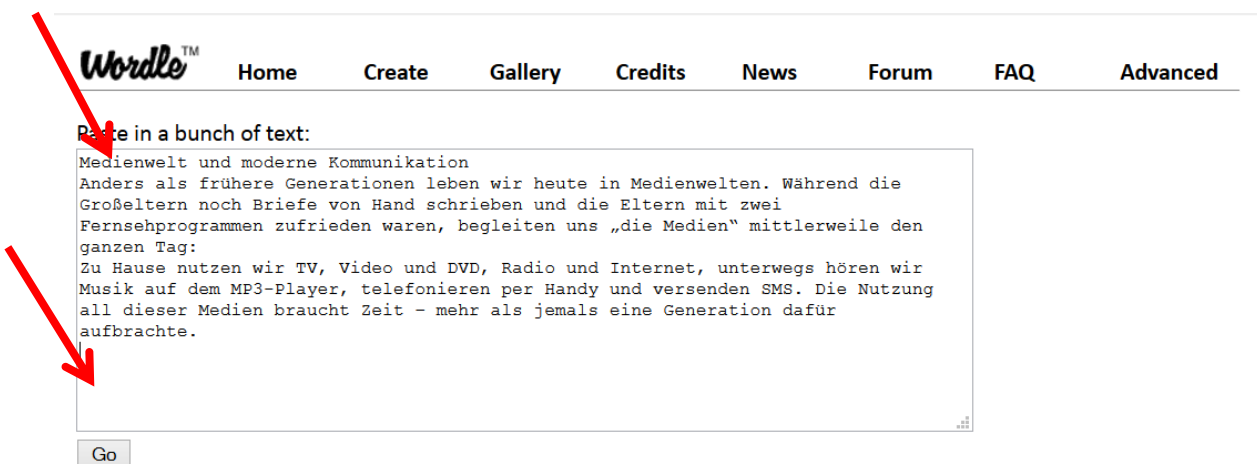 Wordle™ Home Create Gallery Credits News Forum FAQ Advanced
Paste in a bunch of text:
Medienwelt und moderne Kommunikation
Anders als frühere Generationen leben wir heute in Medienwelten. Während die
Großeltern noch Briefe von Hand schrieben und die Eltern mit zwei
Fernsehprogrammen zufrieden waren, begleiten uns „die Medien“ mittlerweile den
ganzen Tag:
Zu Hause nutzen wir TV, Video und DVD, Radio und Internet, unterwegs hören wir
Musik auf dem MP3-Player, telefonieren per Handy und versenden SMS. Die Nutzung
all dieser Medien braucht Zeit – mehr als jemals eine Generation dafür
aufbrachte.
Go